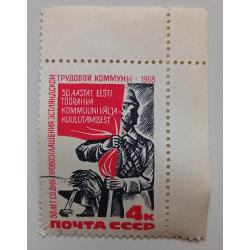 50 ЛЕТ СО ДНЯ ПРОВОЗГЛАШЕНИЯ ЭСТЛЯНДСКОЙ
ТРУДОВОЙ КОММУНЫ · 1968
50 AASTAT EESTI
TÖÖRAHVA
KOMMUUNI VÄLJA-
KUULUTAMISEST
4к
ПОЧТА СССР